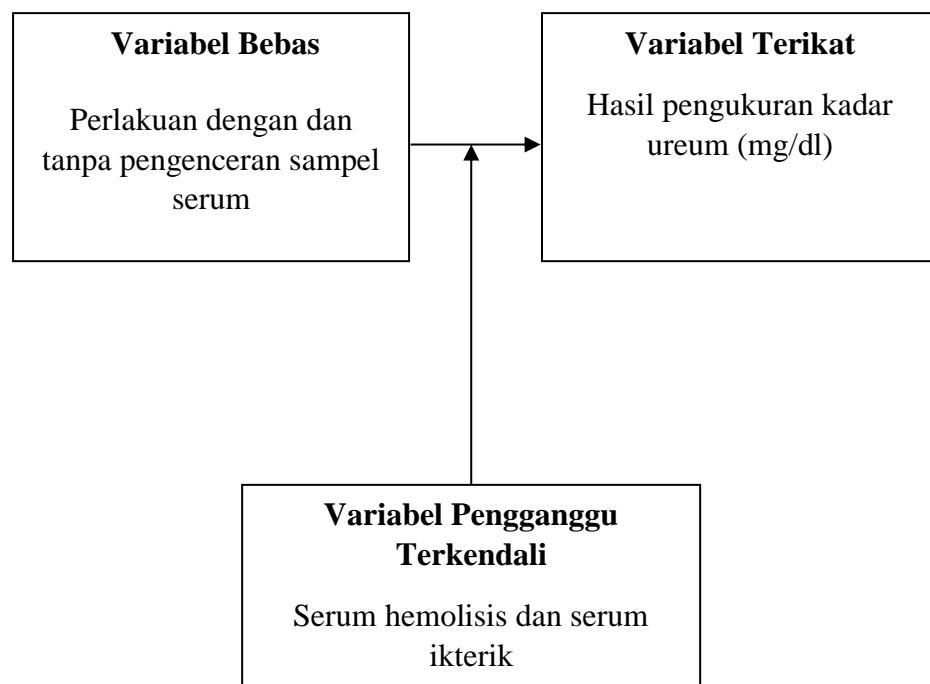 Variabel Bebas
Perlakuan dengan dan
tanpa pengenceran sampel
serum
Variabel Terikat
Hasil pengukuran kadar
ureum (mg/dl)
Variabel Pengganggu
Terkendali
Serum hemolisis dan serum
ikterik